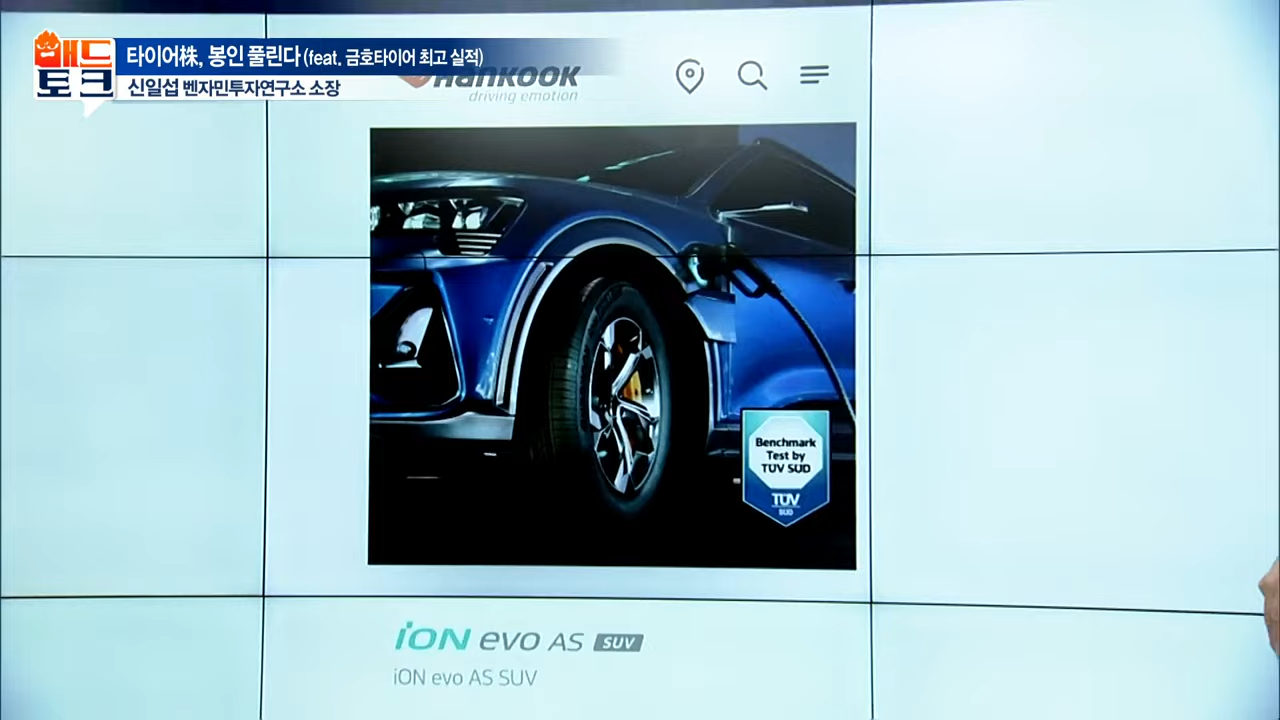 매드
토크
타이어株, 봉인 풀린다 (feat. 금호타이어 최고 실적)
신일섭 벤자민투자연구소 소장
Hankook
driving emotion
Benchmark
Test by
TÜV SÜD
TÜV
SÜD
iON evo AS SUV
iON evo AS SUV